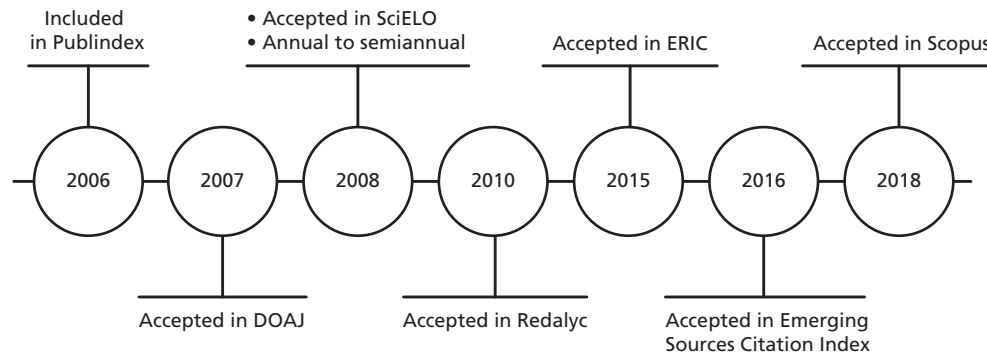 Included
in Publindex
• Accepted in SciELO
• Annual to semiannual
Accepted in ERIC
Accepted in Scopus
2006
2007
2008
2010
2015
2016
2018
Accepted in DOAJ
Accepted in Redalyc
Accepted in Emerging
Sources Citation Index